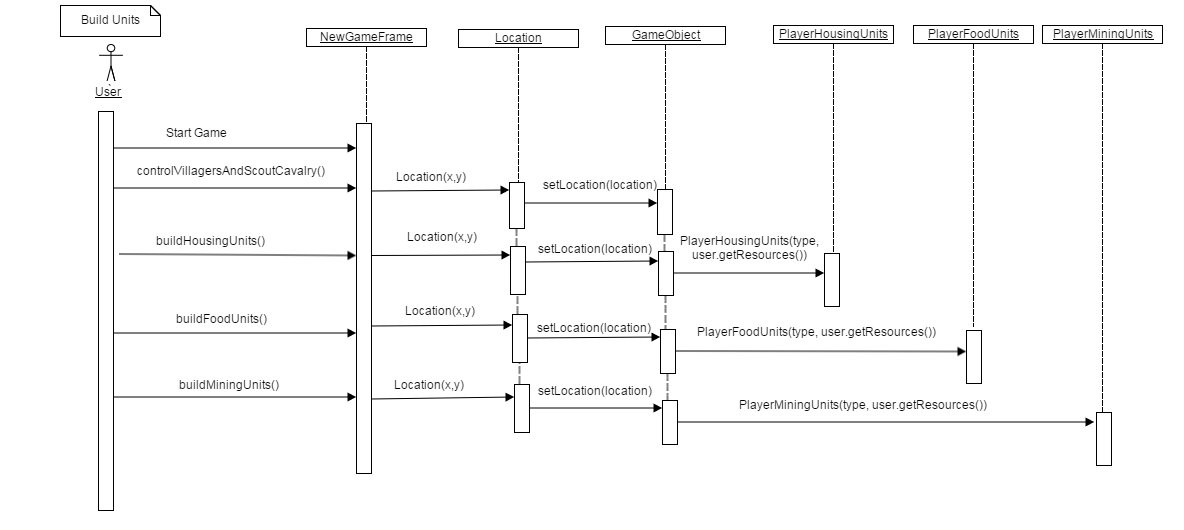 Build Units
User
NewGameFrame
Location
GameObject
PlayerHousingUnits
PlayerFoodUnits
PlayerMiningUnits
Start Game
controlVillagersAndScoutCavalry()
Location(x,y)
setLocation(location)
buildHousingUnits()
Location(x,y)
setLocation(location)
PlayerHousingUnits(type,
user.getResources())
buildFoodUnits()
Location(x,y)
setLocation(location)
PlayerFoodUnits(type, user.getResources())
buildMiningUnits()
Location(x,y)
setLocation(location)
PlayerMiningUnits(type, user.getResources())